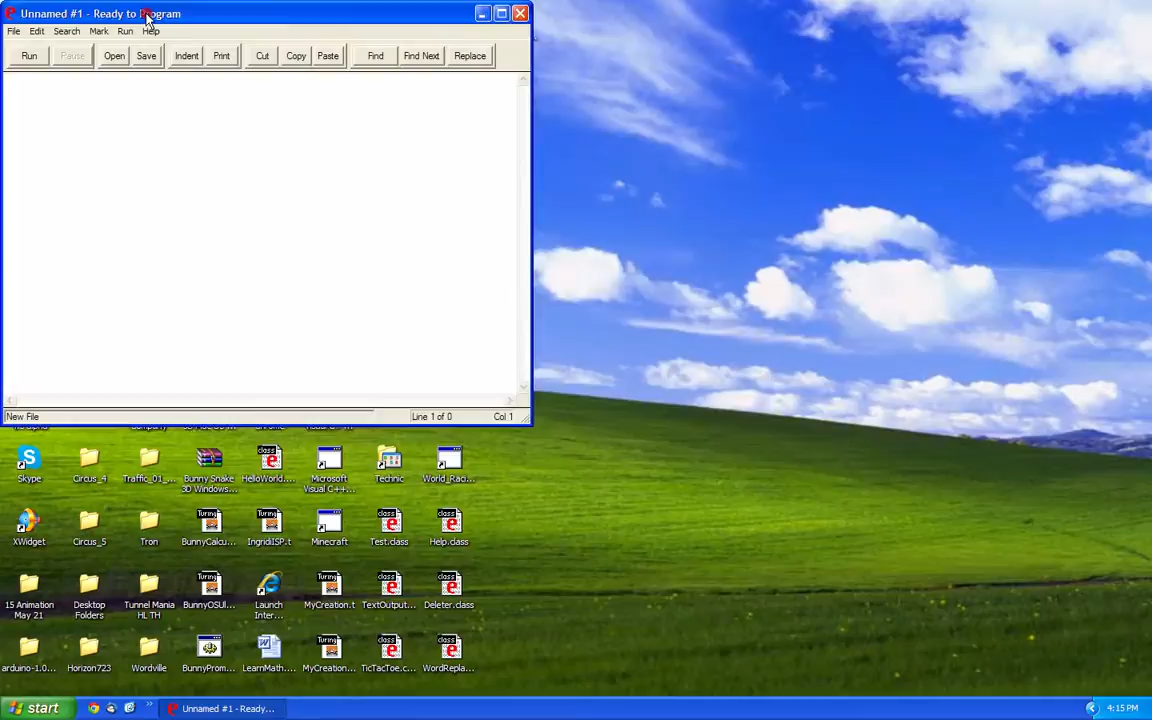 Unnamed #1 - Ready to Program
File Edit Search Mark Run Help
Run Pause Open Save Indent Print Cut Copy Paste Find Find Next Replace
New File Line 1 of 0 Col 1
Skype Circus_4 Traffic_01_... Bunny Snake 3D Windows... HelloWorld.... Microsoft Visual C++... Technic World_Raci...
XWidget Circus_5 Tron BunnyCalcu... IngridIISP.t Minecraft Test.class Help.class
15 Animation May 21 Desktop Folders Tunnel Mania HL TH BunnyOSUI... Launch Inter... MyCreation.t TextOutput... Deleter.class
arduino-1.0... Horizon723 Wordville BunnyProm... LearnMath.... MyCreation... TicTacToe.c... WordRepla...
start Unnamed #1 - Ready... 4:15 PM